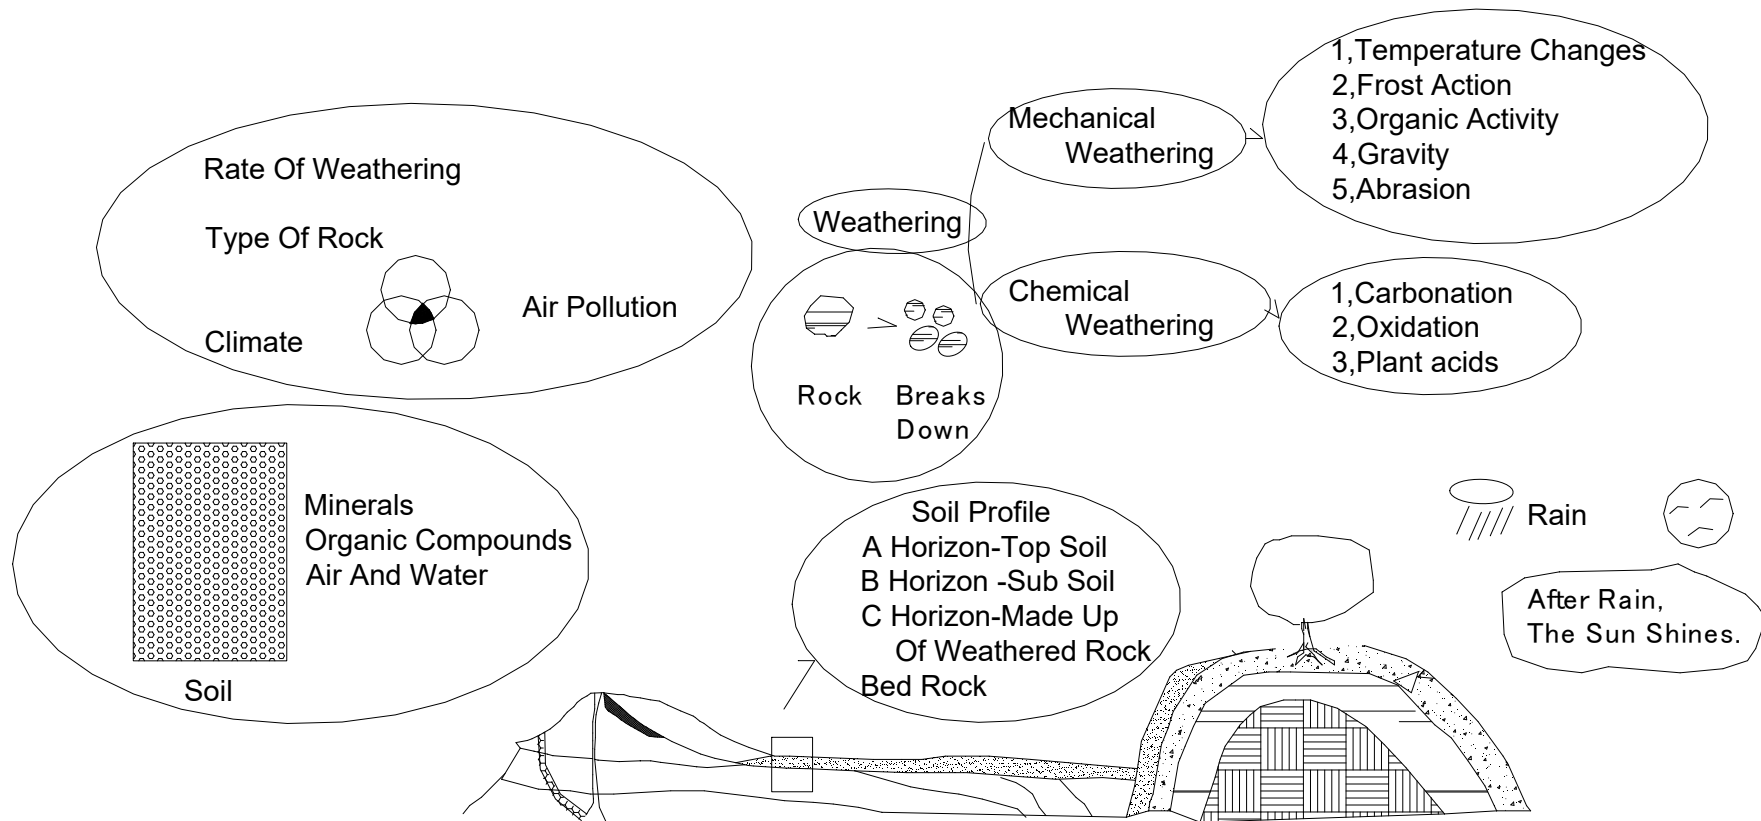 Rate Of Weathering
Type Of Rock
Air Pollution
Climate
Weathering
Rock
Breaks
Down
Mechanical
Weathering
1,Temperature Changes
2,Frost Action
3,Organic Activity
4,Gravity
5,Abrasion
Chemical
Weathering
1,Carbonation
2,Oxidation
3,Plant acids
Minerals
Organic Compounds
Air And Water
Soil
Soil Profile
A Horizon-Top Soil
B Horizon -Sub Soil
C Horizon-Made Up
Of Weathered Rock
Bed Rock
Rain
After Rain,
The Sun Shines.